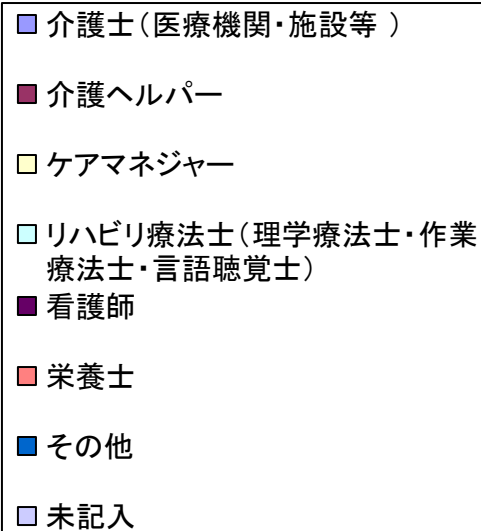 介護士（医療機関・施設等 ）
介護ヘルパー
ケアマネジャー
リハビリ療法士（理学療法士・作業
療法士・言語聴覚士）
看護師
栄養士
その他
未記入